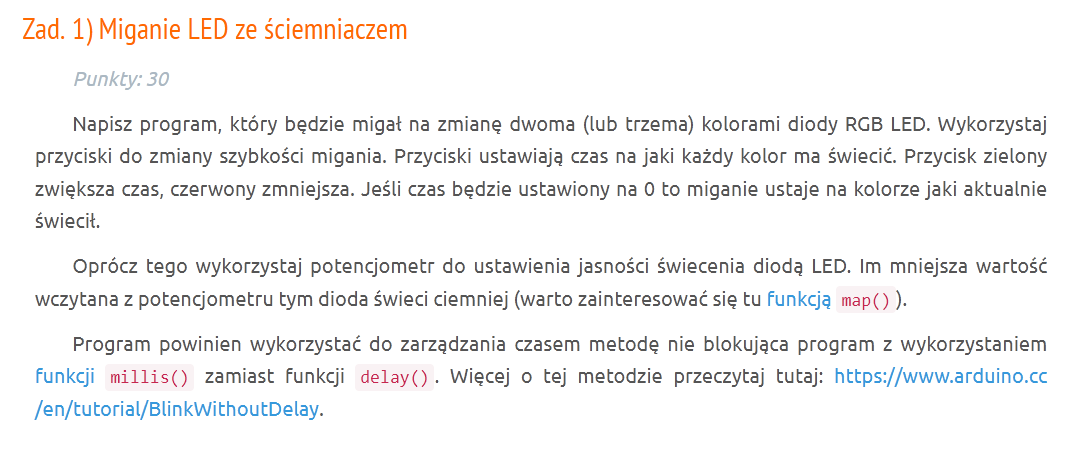 Zad. 1) Miganie LED ze ściemniaczem
Punkty: 30
Napisz program, który będzie migał na zmianę dwoma (lub trzema) kolorami diody RGB LED. Wykorzystaj
przyciski do zmiany szybkości migania. Przyciski ustawiają czas na jaki każdy kolor ma świecić. Przycisk zielony
zwiększa czas, czerwony zmniejsza. Jeśli czas będzie ustawiony na 0 to miganie ustaje na kolorze jaki aktualnie
świecił.
Oprócz tego wykorzystaj potencjometr do ustawienia jasności świecenia diodą LED. Im mniejsza wartość
wczytana z potencjometru tym dioda świeci ciemniej (warto zainteresować się tu funkcją map()).
Program powinien wykorzystać do zarządzania czasem metodę nie blokująca program z wykorzystaniem
funkcji millis() zamiast funkcji delay(). Więcej o tej metodzie przeczytaj tutaj: https://www.arduino.cc
/en/tutorial/BlinkWithoutDelay.